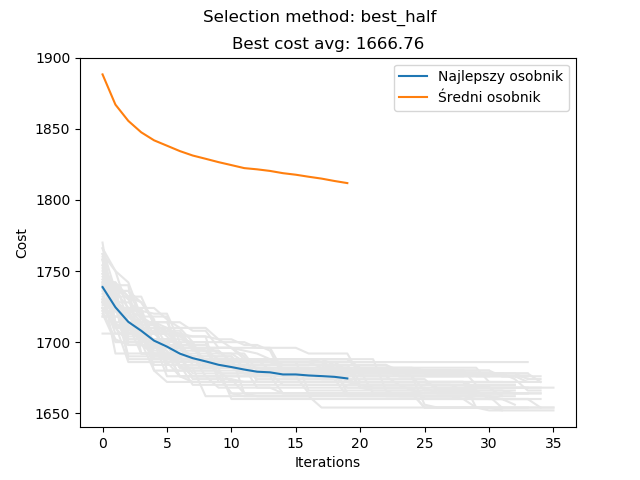 Selection method: best_half
Best cost avg: 1666.76
1900
1850
1800
1750
1700
1650
Cost
Najlepszy osobnik
Średni osobnik
0 5 10 15 20 25 30 35
Iterations